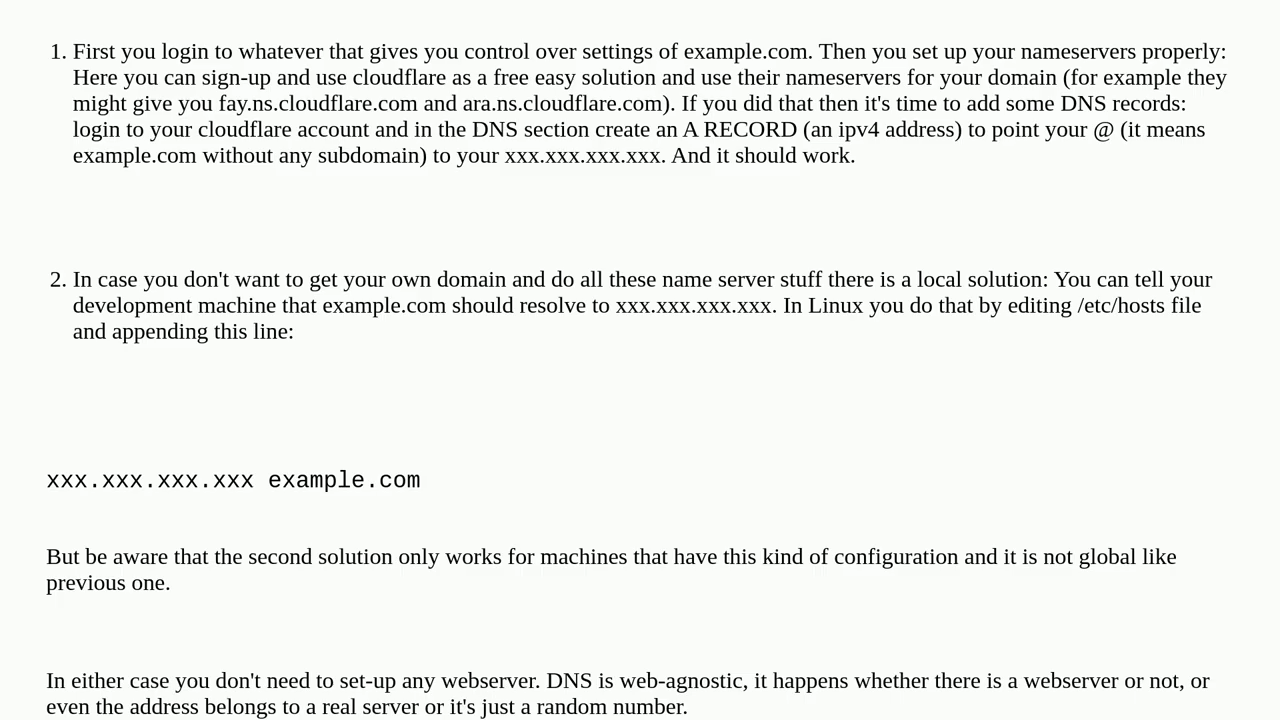 1. First you login to whatever that gives you control over settings of example.com. Then you set up your nameservers properly:
Here you can sign-up and use cloudflare as a free easy solution and use their nameservers for your domain (for example they
might give you fay.ns.cloudflare.com and ara.ns.cloudflare.com). If you did that then it's time to add some DNS records:
login to your cloudflare account and in the DNS section create an A RECORD (an ipv4 address) to point your @ (it means
example.com without any subdomain) to your xxx.xxx.xxx.xxx. And it should work.
2. In case you don't want to get your own domain and do all these name server stuff there is a local solution: You can tell your
development machine that example.com should resolve to xxx.xxx.xxx.xxx. In Linux you do that by editing /etc/hosts file
and appending this line:
xxx.xxx.xxx.xxx example.com
But be aware that the second solution only works for machines that have this kind of configuration and it is not global like
previous one.
In either case you don't need to set-up any webserver. DNS is web-agnostic, it happens whether there is a webserver or not, or
even the address belongs to a real server or it's just a random number.